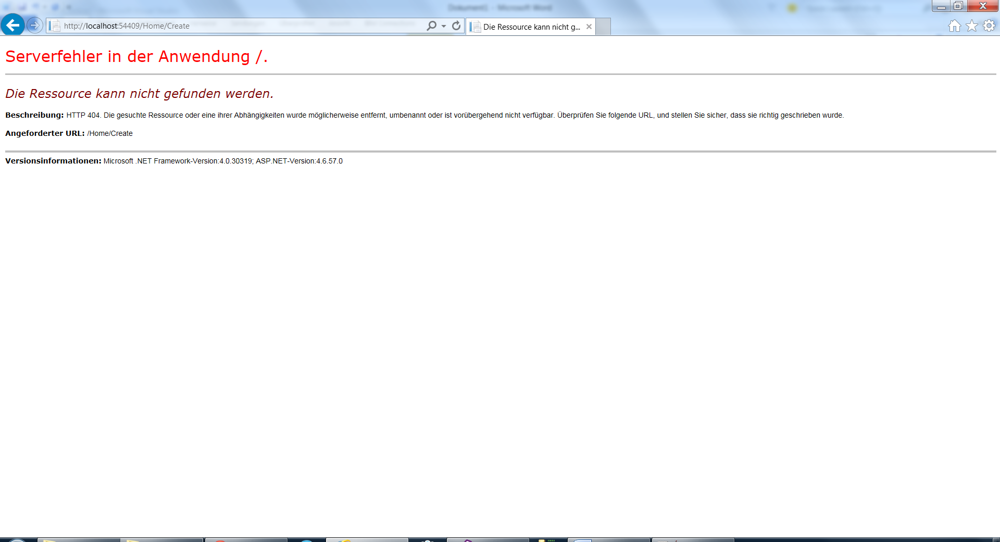 Dokument1 - Microsoft Word
http://localhost:54409/Home/Create
Die Ressource kann nicht g...
Serverfehler in der Anwendung /.
Die Ressource kann nicht gefunden werden.
Beschreibung: HTTP 404. Die gesuchte Ressource oder eine ihrer Abhängigkeiten wurde möglicherweise entfernt, umbenannt oder ist vorübergehend nicht verfügbar. Überprüfen Sie folgende URL, und stellen Sie sicher, dass sie richtig geschrieben wurde.
Angeforderter URL: /Home/Create
Versionsinformationen: Microsoft .NET Framework-Version:4.0.30319; ASP.NET-Version:4.6.57.0